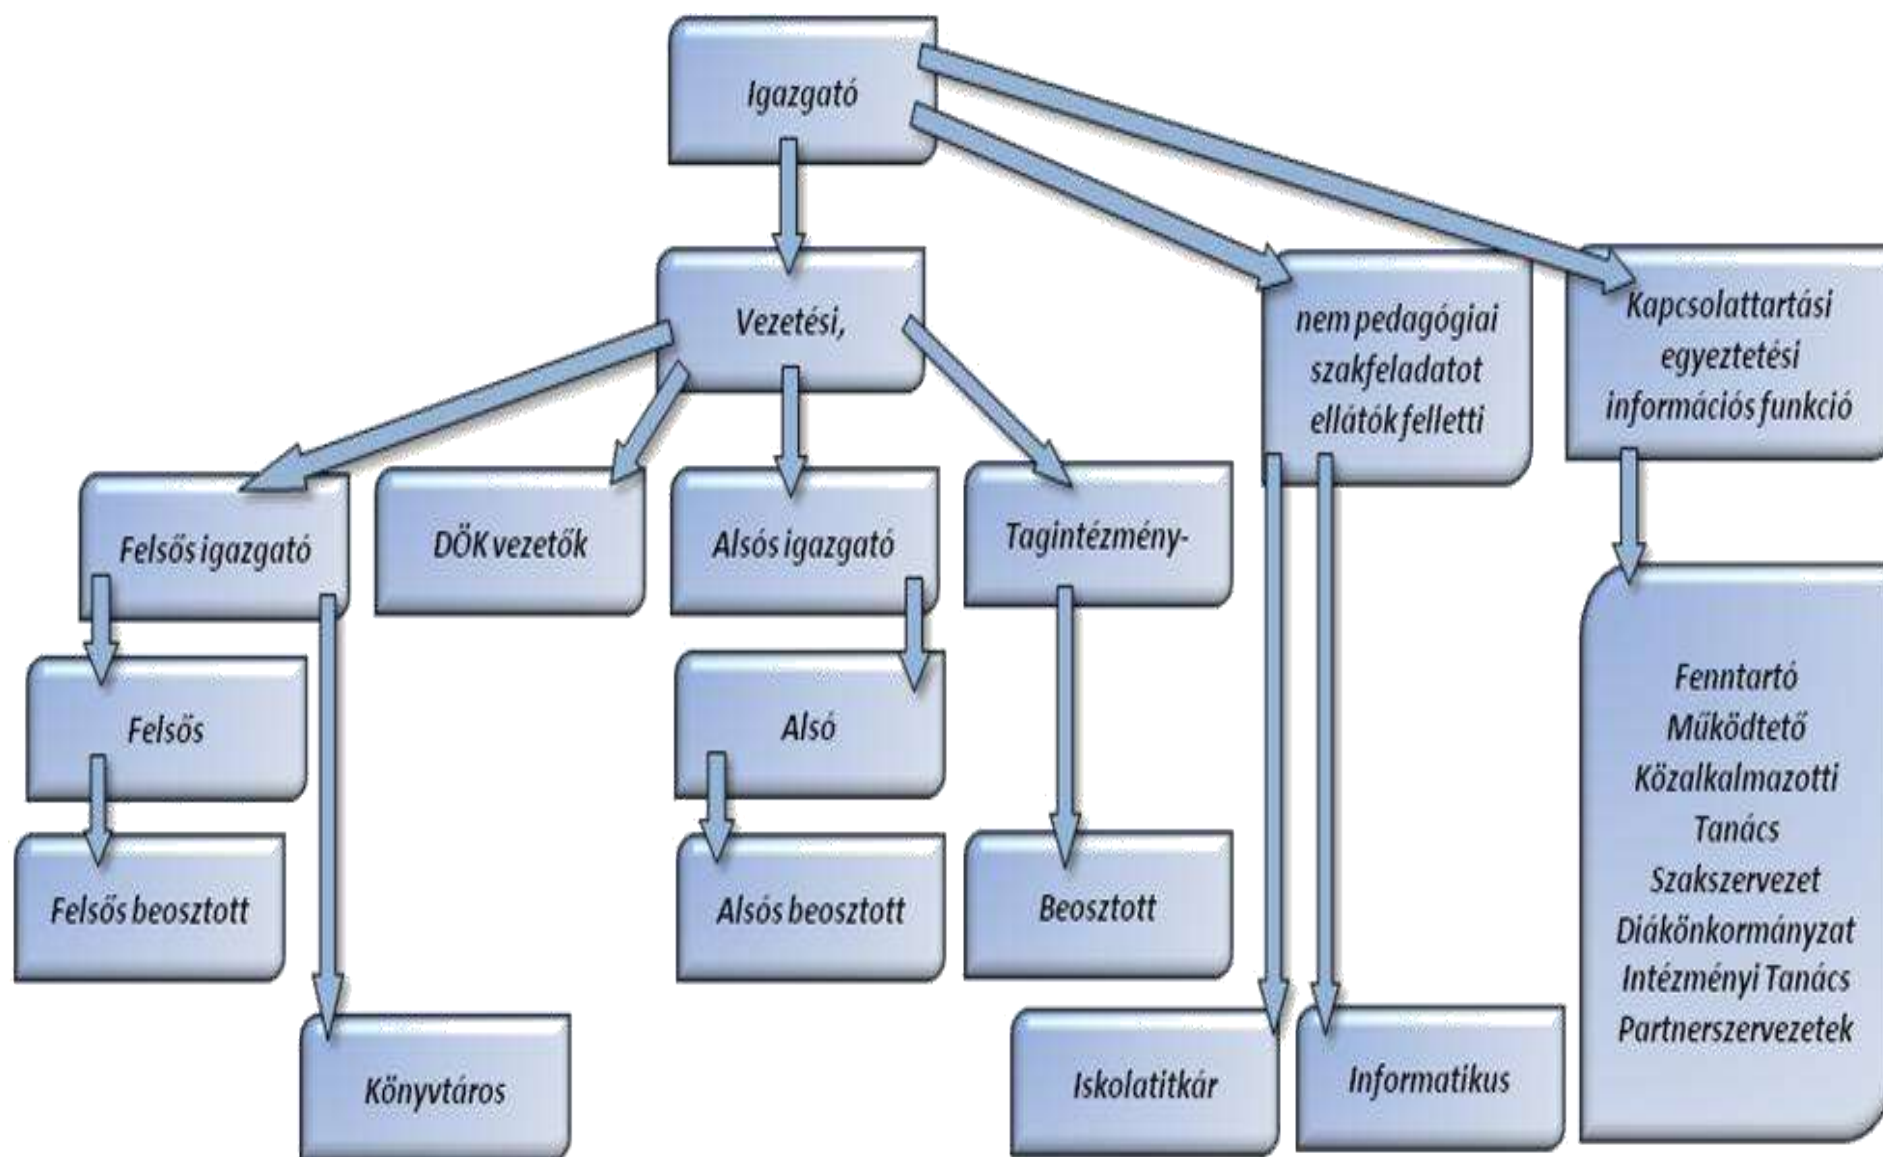 Igazgató
Vezetési,
nem pedagógiai
szakfeladatot
ellátók felletti
Kapcsolattartási
egyeztetési
információs funkció
Felsős igazgató
DÖK vezetők
Alsós igazgató
Tagintézmény-
Felsős
Alsó
Felsős beosztott
Alsós beosztott
Beosztott
Könyvtáros
Iskolatitkár
Informatikus
Fenntartó
Működtető
Közalkalmazotti
Tanács
Szakszervezet
Diákönkormányzat
Intézményi Tanács
Partnerszervezetek